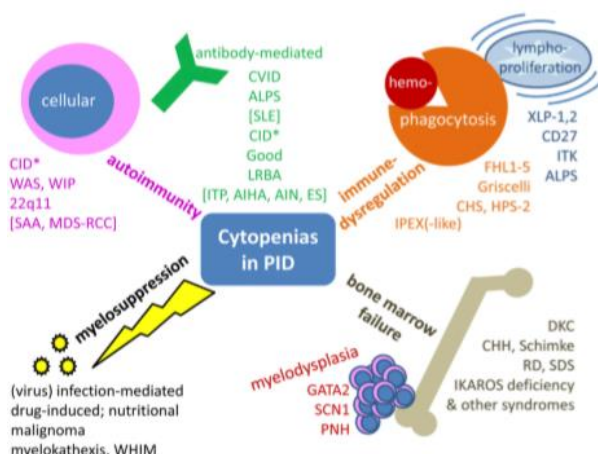 antibody-mediated
CVID
ALPS
[SLE]
CID*
Good
LRBA
[ITP, AIHA, AIN, ES]
cellular
CID*
WAS, WIP
22q11
[SAA, MDS-RCC]
autoimmunity
hemo-
phagocytosis
lympho-
proliferation
XLP-1,2
CD27
ITK
ALPS
FHL1-5
Griscelli
CHS, HPS-2
IPEX(-like)
immune-
dysregulation
Cytopenias
in PID
myelosuppression
(virus) infection-mediated
drug-induced; nutritional
malignoma
myelokathexis, WHIM
bone marrow
failure
myelodysplasia
GATA2
SCN1
PNH
DKC
CHH, Schimke
RD, SDS
IKAROS deficiency
& other syndromes